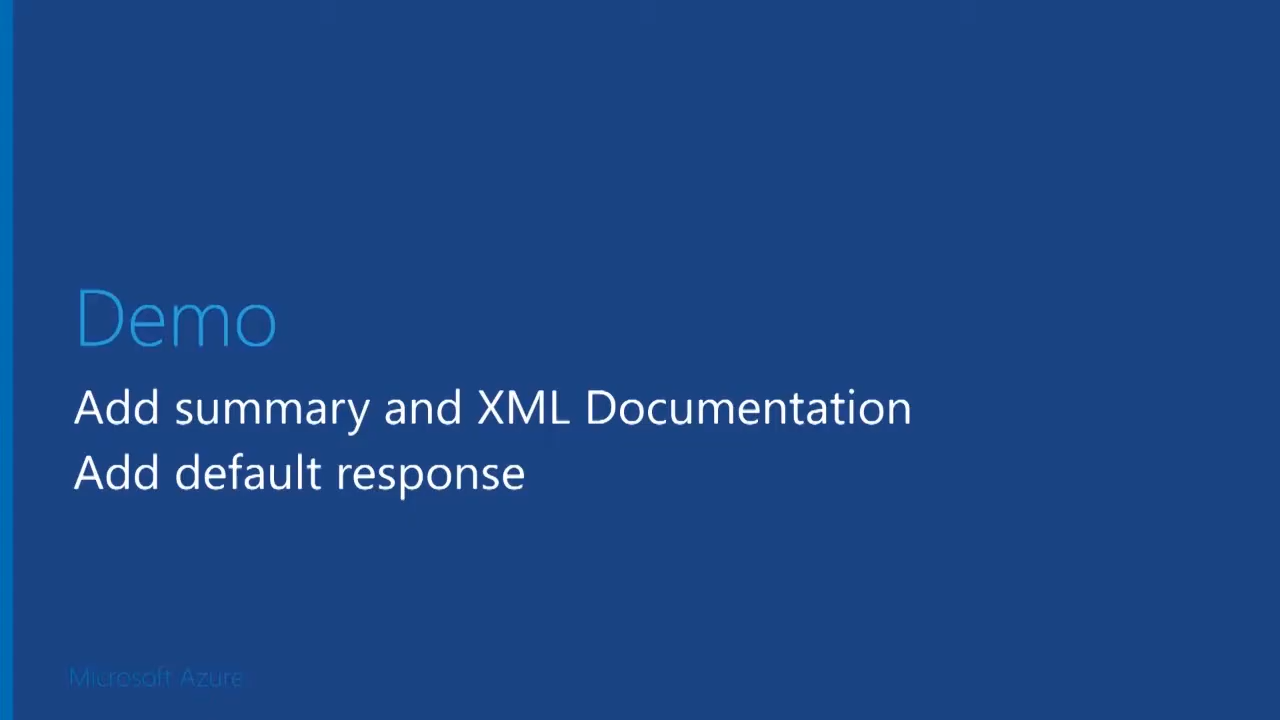 Demo
Add summary and XML Documentation
Add default response
Microsoft Azure